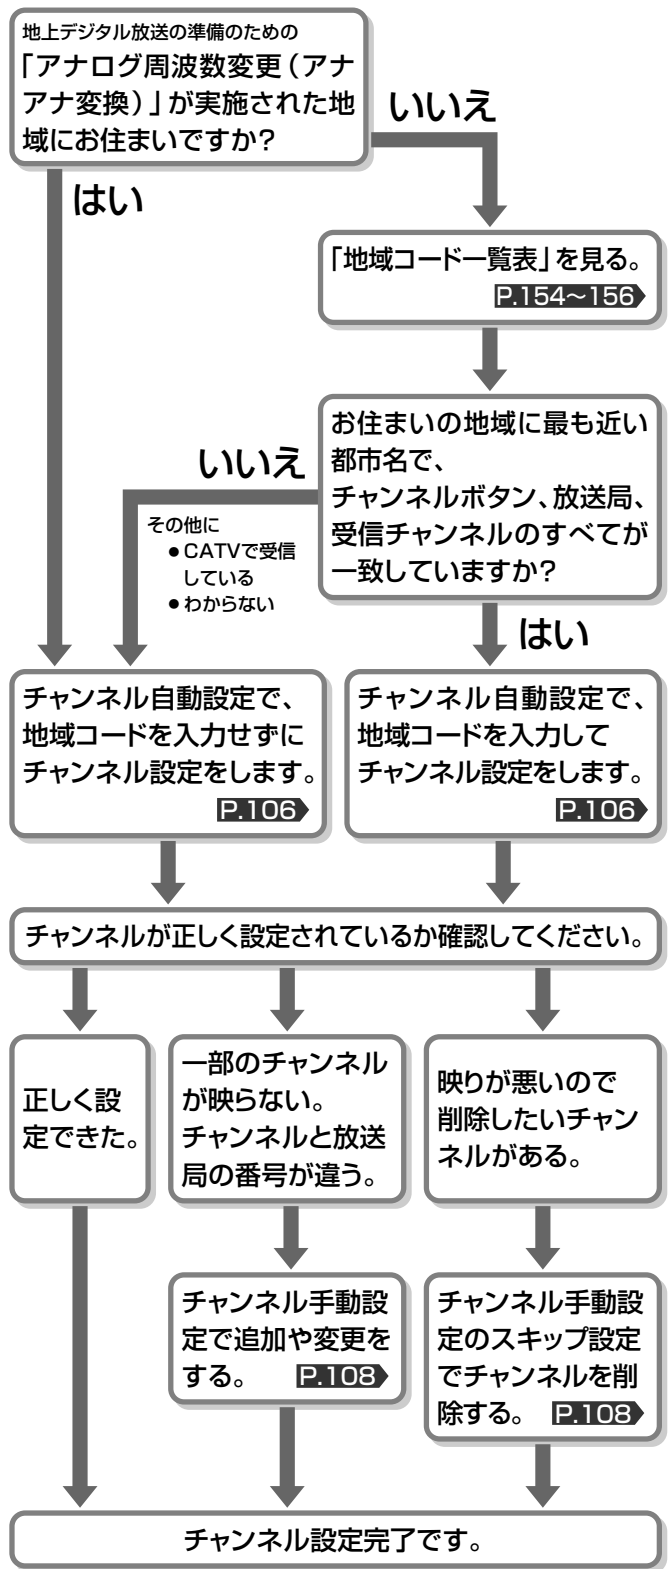 地上デジタル放送の準備のための
「アナログ周波数変更（アナ
アナ変換）」が実施された地
域にお住まいですか？
いいえ
はい
「地域コード一覧表」を見る。
P.154～156
お住まいの地域に最も近い
都市名で、
チャンネルボタン、放送局、
受信チャンネルのすべてが
一致していますか？
いいえ
その他に
●CATVで受信
している
●わからない
はい
チャンネル自動設定で、
地域コードを入力せずに
チャンネル設定をします。
P.106
チャンネル自動設定で、
地域コードを入力して
チャンネル設定をします。
P.106
チャンネルが正しく設定されているか確認してください。
正しく設
定できた。
一部のチャンネル
が映らない。
チャンネルと放送
局の番号が違う。
映りが悪いので
削除したいチャン
ネルがある。
チャンネル手動設
定で追加や変更を
する。 P.108
チャンネル手動設
定のスキップ設定
でチャンネルを削
除する。 P.108
チャンネル設定完了です。